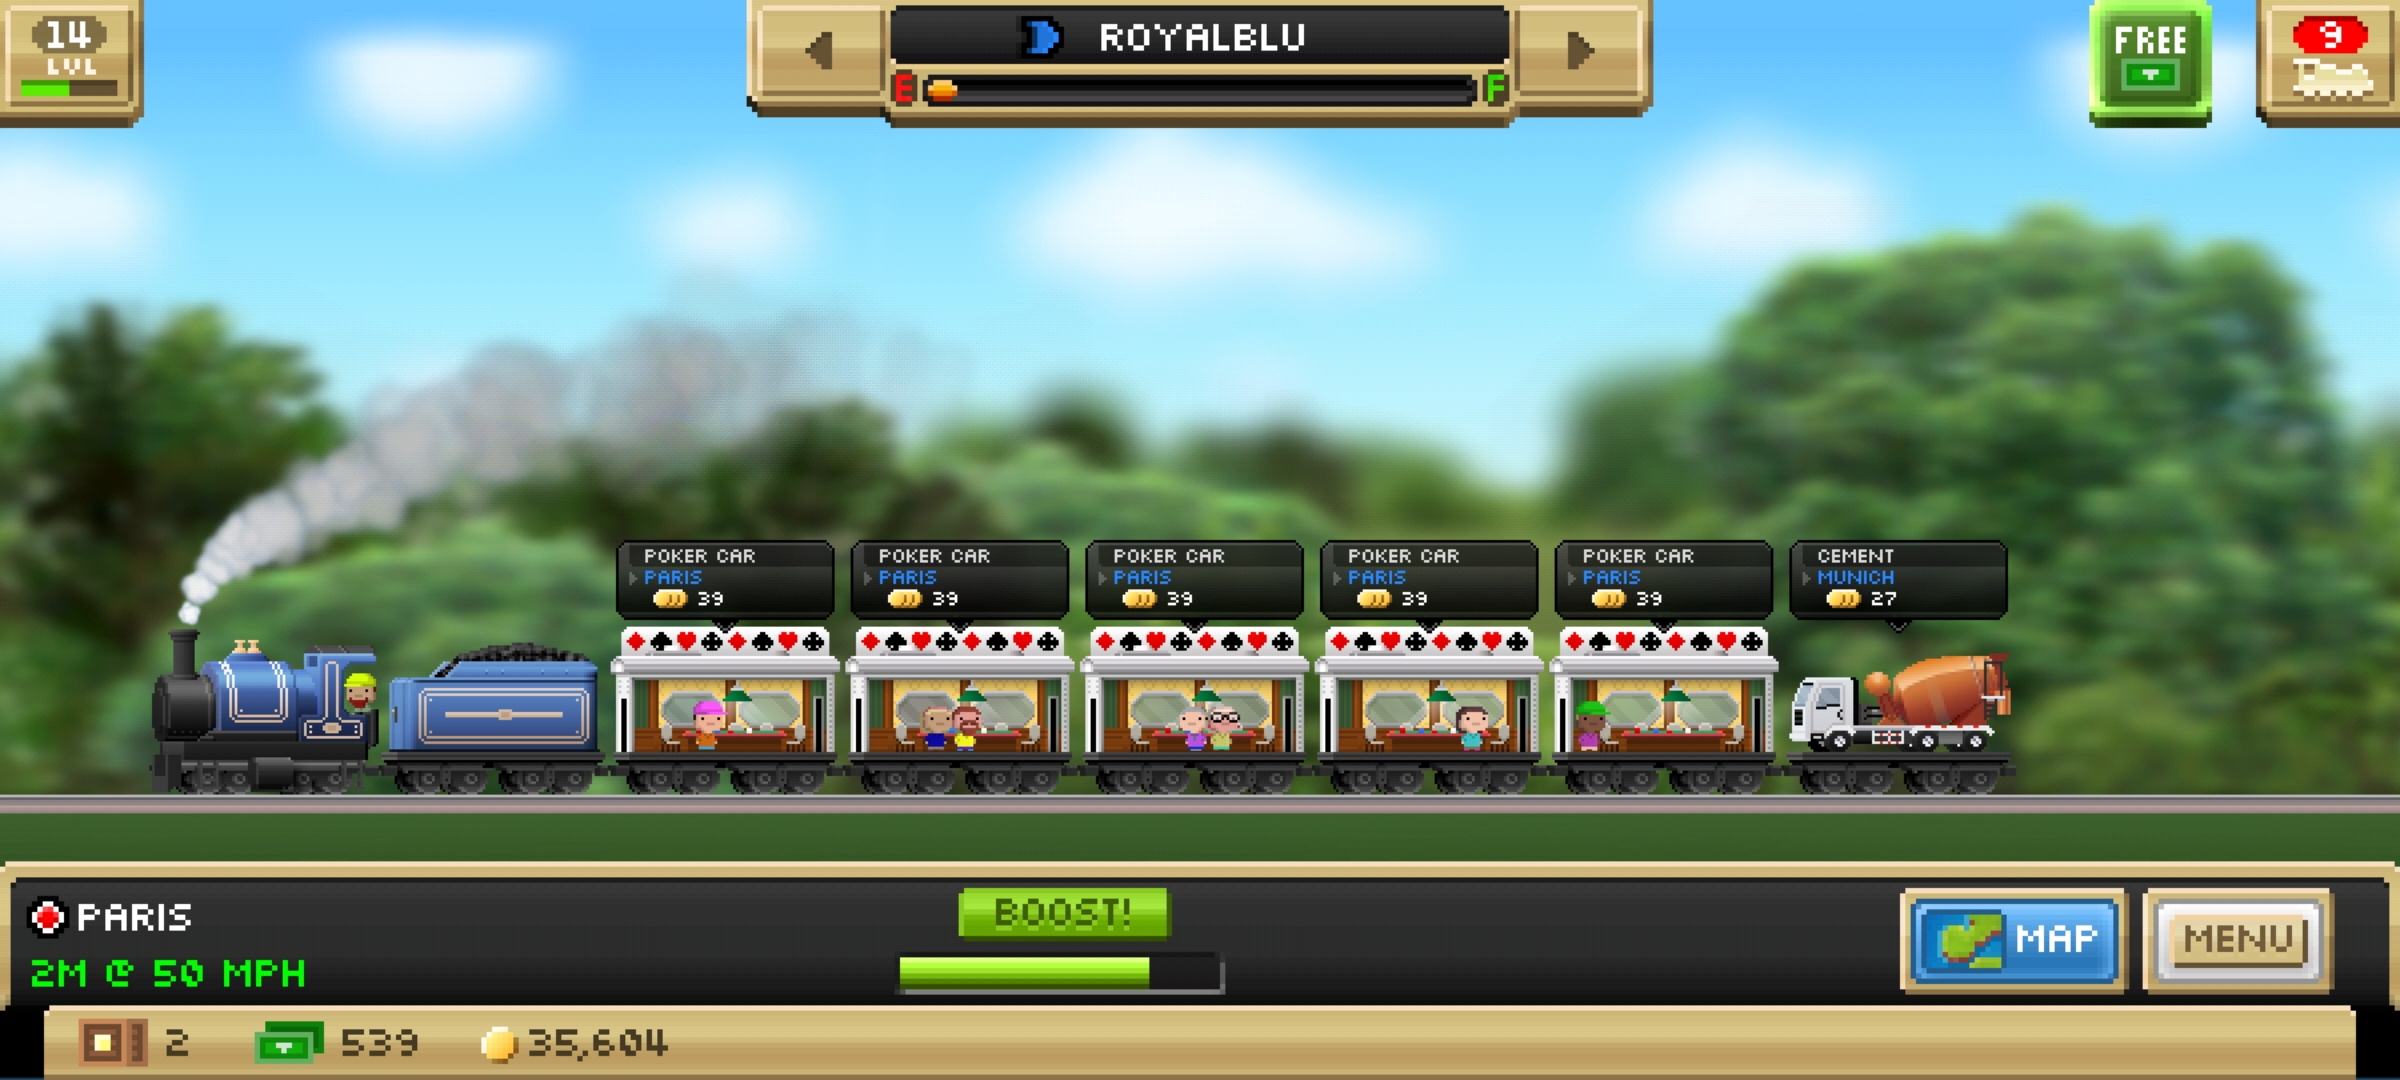 14
LVL
ROYALBLU
E F
FREE
9
POKER CAR
PARIS
39
POKER CAR
PARIS
39
POKER CAR
PARIS
39
POKER CAR
PARIS
39
POKER CAR
PARIS
39
CEMENT
MUNICH
27
PARIS
2M @ 50 MPH
BOOST!
MAP
MENU
2
539
35,604